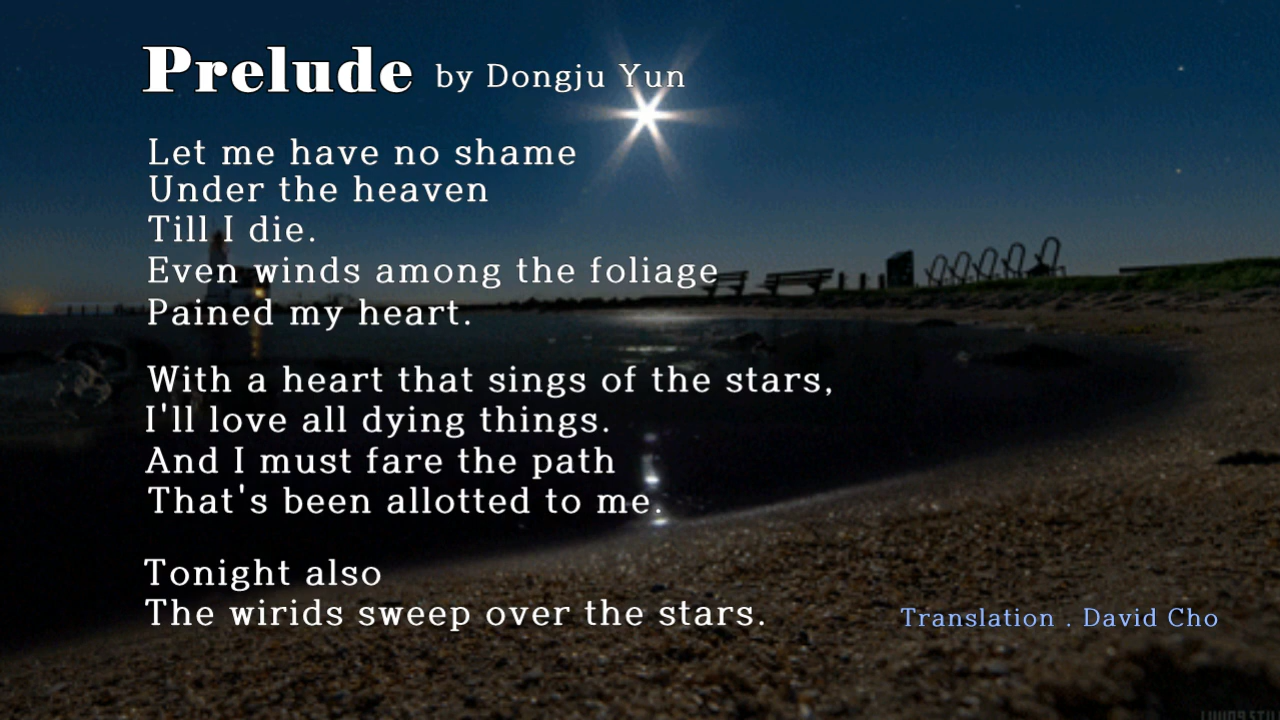 Prelude by Dongju Yun
Let me have no shame
Under the heaven
Till I die.
Even winds among the foliage
Pained my heart.
With a heart that sings of the stars,
I'll love all dying things.
And I must fare the path
That's been allotted to me.
Tonight also
The wirids sweep over the stars.
Translation . David Cho